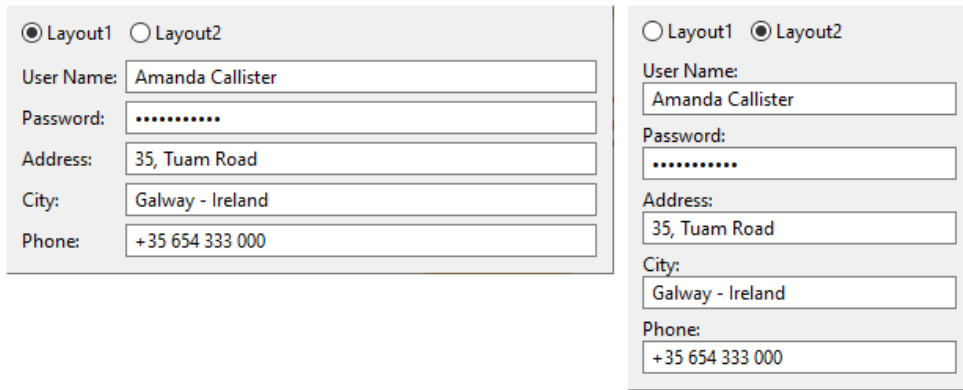 Layout1 Layout2
User Name: Amanda Callister
Password: •••••••••••
Address: 35, Tuam Road
City: Galway - Ireland
Phone: +35 654 333 000
Layout1 Layout2
User Name:
Amanda Callister
Password:
•••••••••••
Address:
35, Tuam Road
City:
Galway - Ireland
Phone:
+35 654 333 000